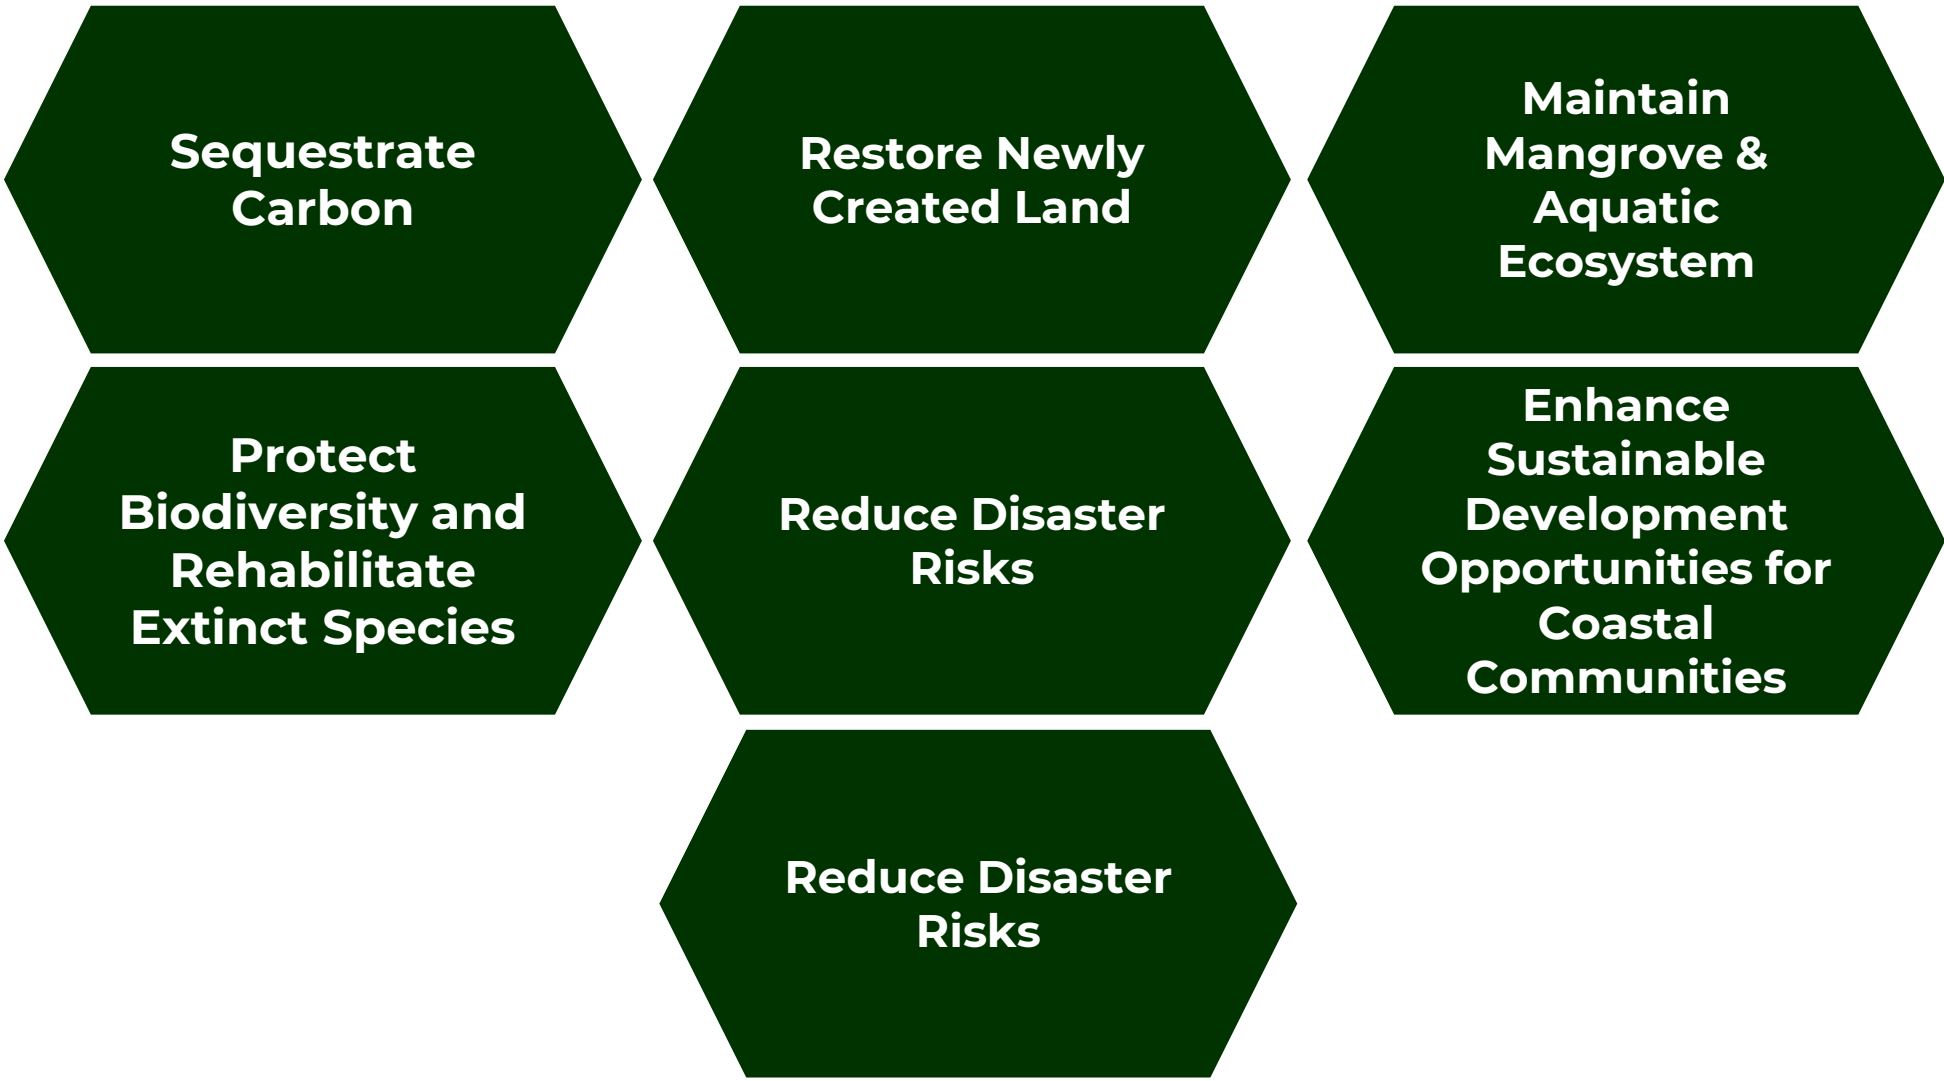 Sequestrate
Carbon
Restore Newly
Created Land
Maintain
Mangrove &
Aquatic
Ecosystem
Protect
Biodiversity and
Rehabilitate
Extinct Species
Reduce Disaster
Risks
Enhance
Sustainable
Development
Opportunities for
Coastal
Communities
Reduce Disaster
Risks